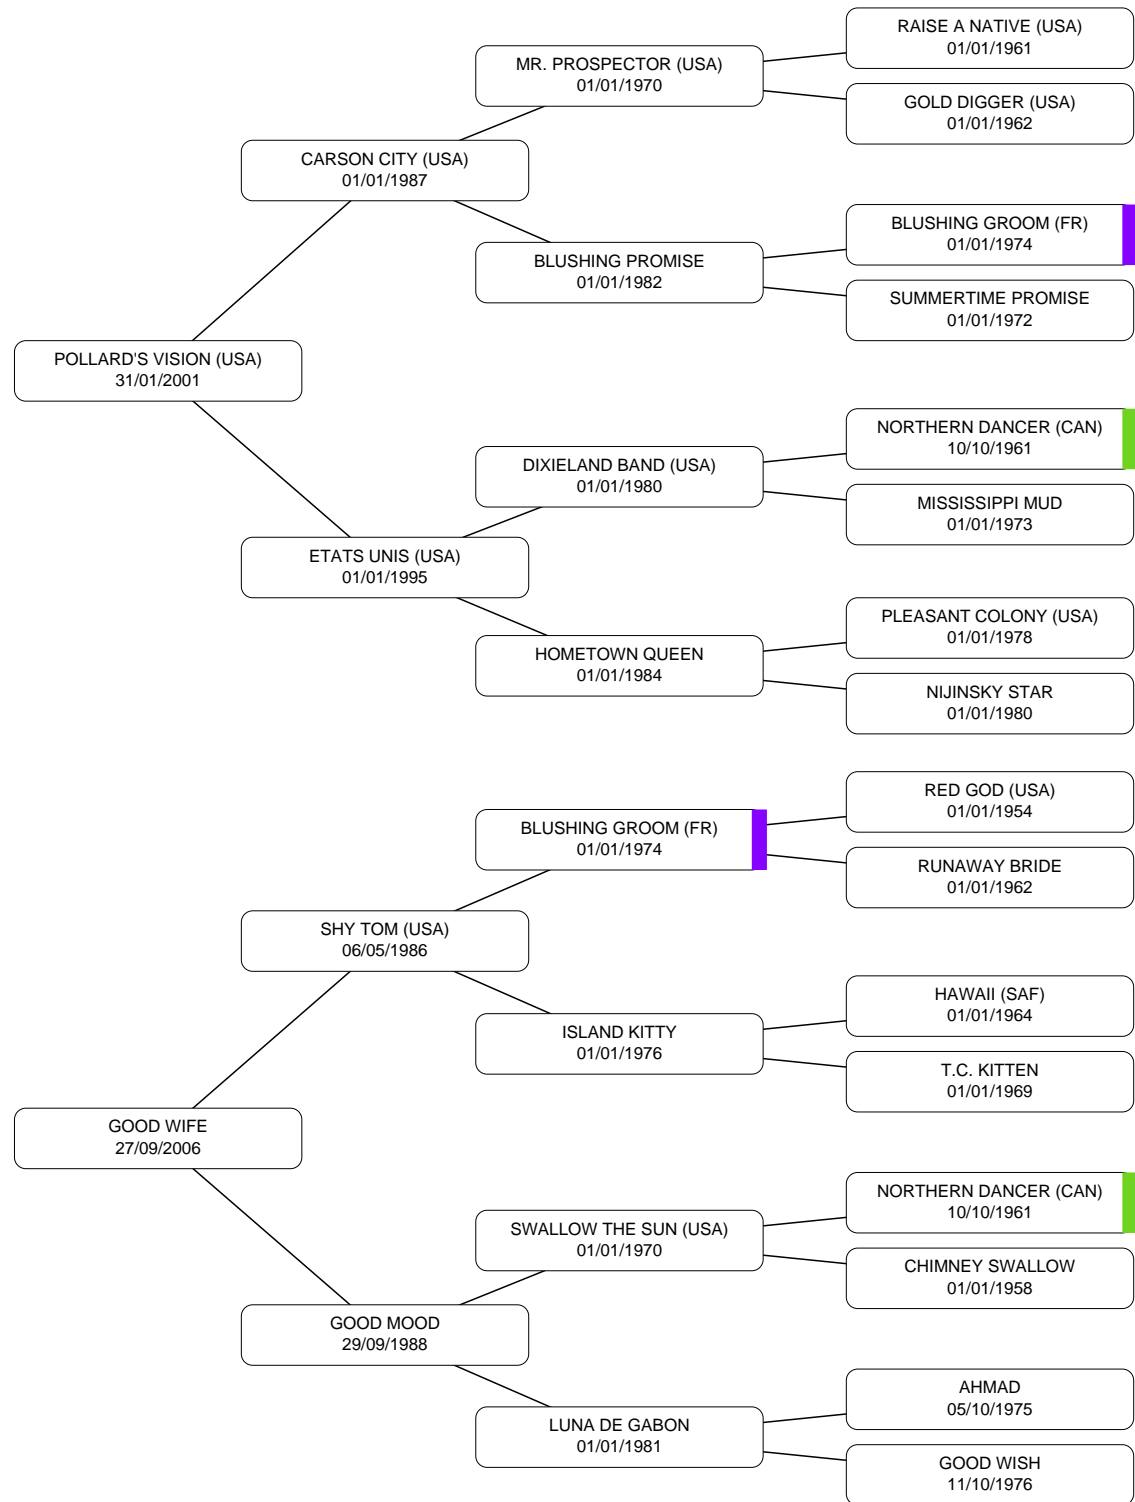 RAISE A NATIVE (USA)
01/01/1961
MR. PROSPECTOR (USA)
01/01/1970
GOLD DIGGER (USA)
01/01/1962
CARSON CITY (USA)
01/01/1987
BLUSHING GROOM (FR)
01/01/1974
BLUSHING PROMISE
01/01/1982
SUMMERTIME PROMISE
01/01/1972
POLLARD'S VISION (USA)
31/01/2001
NORTHERN DANCER (CAN)
10/10/1961
DIXIELAND BAND (USA)
01/01/1980
MISSISSIPPI MUD
01/01/1973
ETATS UNIS (USA)
01/01/1995
PLEASANT COLONY (USA)
01/01/1978
HOMETOWN QUEEN
01/01/1984
NIJINSKY STAR
01/01/1980
RED GOD (USA)
01/01/1954
BLUSHING GROOM (FR)
01/01/1974
RUNAWAY BRIDE
01/01/1962
SHY TOM (USA)
06/05/1986
HAWAII (SAF)
01/01/1964
ISLAND KITTY
01/01/1976
T.C. KITTEN
01/01/1969
GOOD WIFE
27/09/2006
NORTHERN DANCER (CAN)
10/10/1961
SWALLOW THE SUN (USA)
01/01/1970
CHIMNEY SWALLOW
01/01/1958
GOOD MOOD
29/09/1988
AHMAD
05/10/1975
LUNA DE GABON
01/01/1981
GOOD WISH
11/10/1976